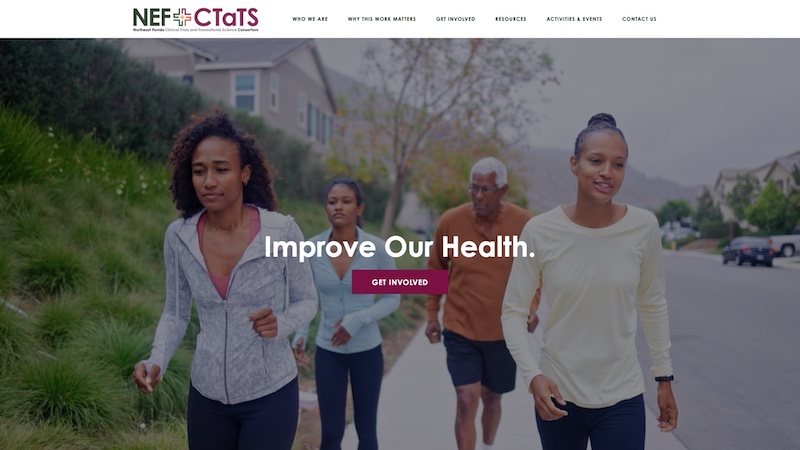 NEF CTaTS
Northeast Florida Clinical Trials and Translational Science Consortium
WHO WE ARE
WHY THIS WORK MATTERS
GET INVOLVED
RESOURCES
ACTIVITIES & EVENTS
CONTACT US
Improve Our Health.
GET INVOLVED